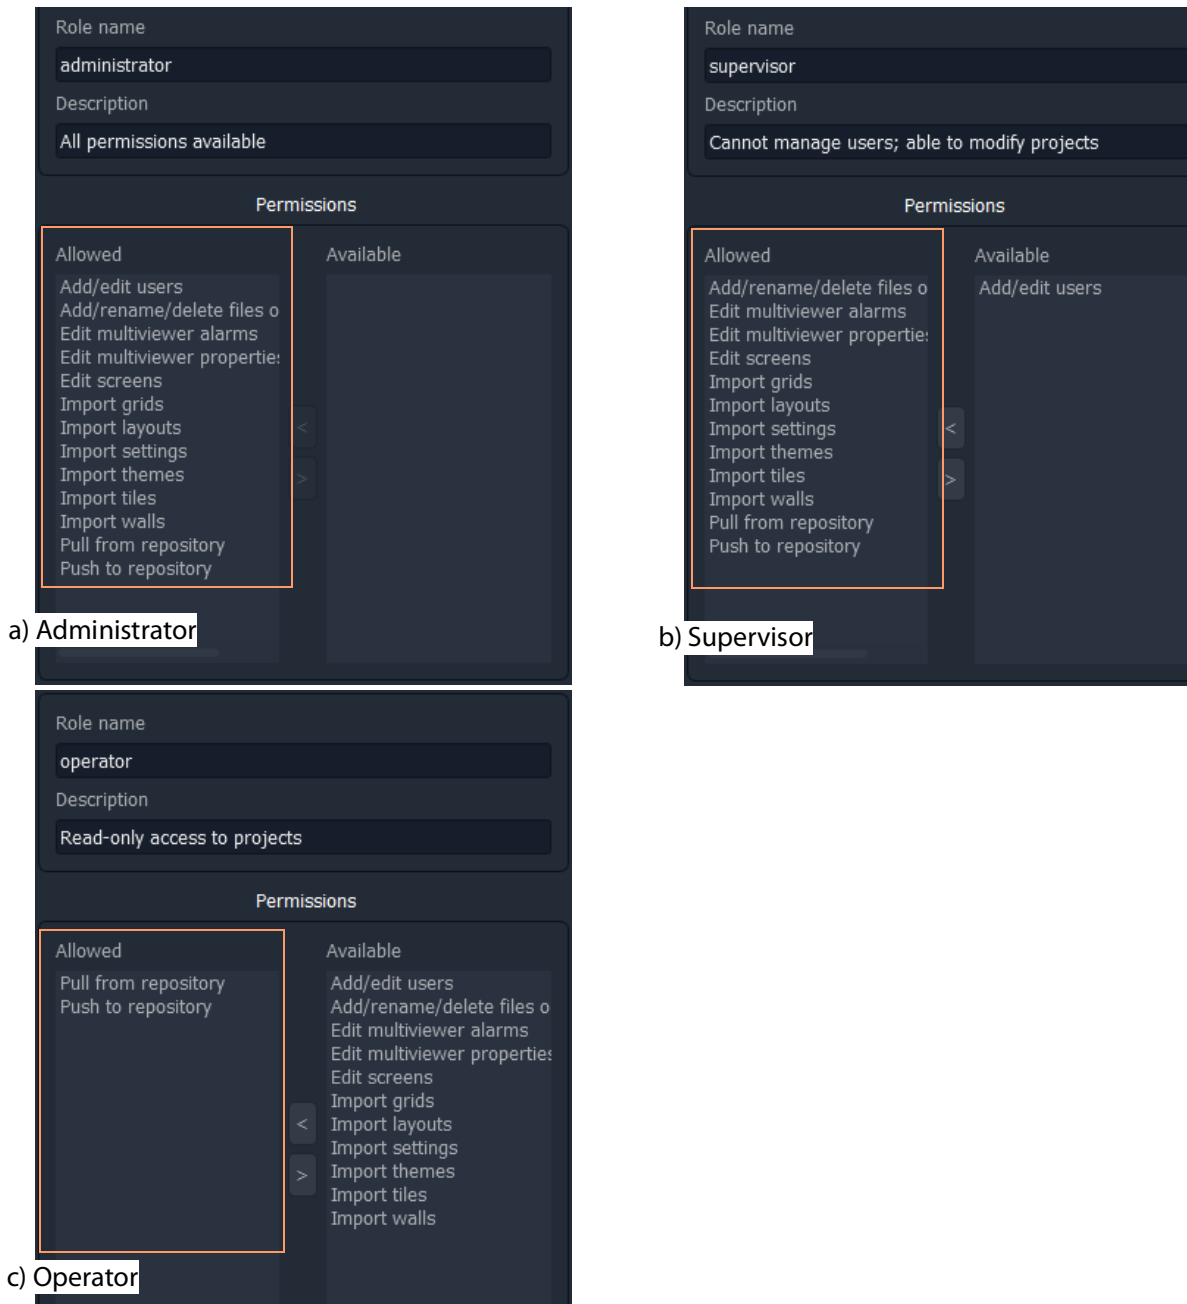 Role name
administrator
Description
All permissions available
Permissions
Allowed
Available
Add/edit users
Add/rename/delete files o
Edit multiviewer alarms
Edit multiviewer properties
Edit screens
Import grids
Import layouts
<
Import settings
Import themes
>
Import tiles
Import walls
Pull from repository
Push to repository
a) Administrator
Role name
supervisor
Description
Cannot manage users; able to modify projects
Permissions
Allowed
Available
Add/rename/delete files o
Add/edit users
Edit multiviewer alarms
Edit multiviewer properties
Edit screens
Import grids
Import layouts
Import settings
<
Import themes
Import tiles
>
Import walls
Pull from repository
Push to repository
b) Supervisor
Role name
operator
Description
Read-only access to projects
Permissions
Allowed
Available
Pull from repository
Push to repository
Add/edit users
Add/rename/delete files o
Edit multiviewer alarms
Edit multiviewer properties
Edit screens
Import grids
<
Import layouts
Import settings
>
Import themes
Import tiles
Import walls
c) Operator